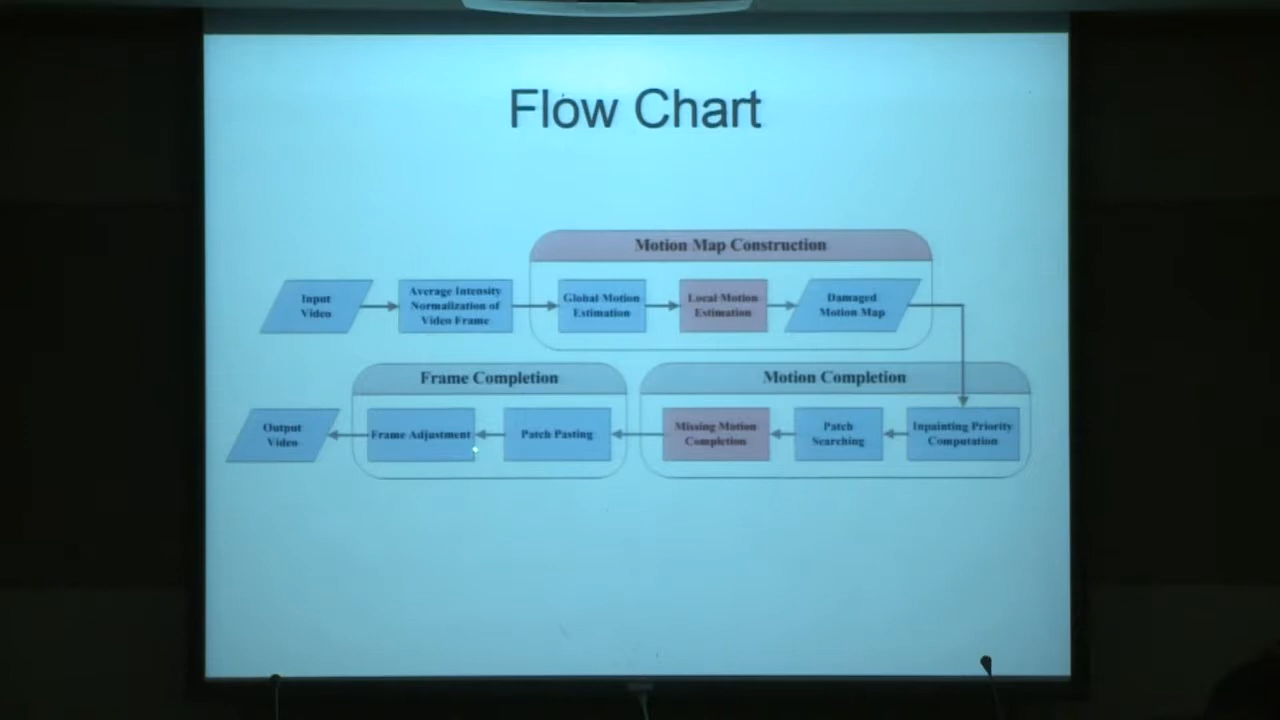 Flow Chart
Motion Map Construction
Input
Video
Average Intensity
Normalization of
Video Frame
Global Motion
Estimation
Local Motion
Estimation
Damaged
Motion Map
Frame Completion
Motion Completion
Output
Video
Frame Adjustment
Patch Pasting
Missing Motion
Completion
Patch
Searching
Inpainting Priority
Computation